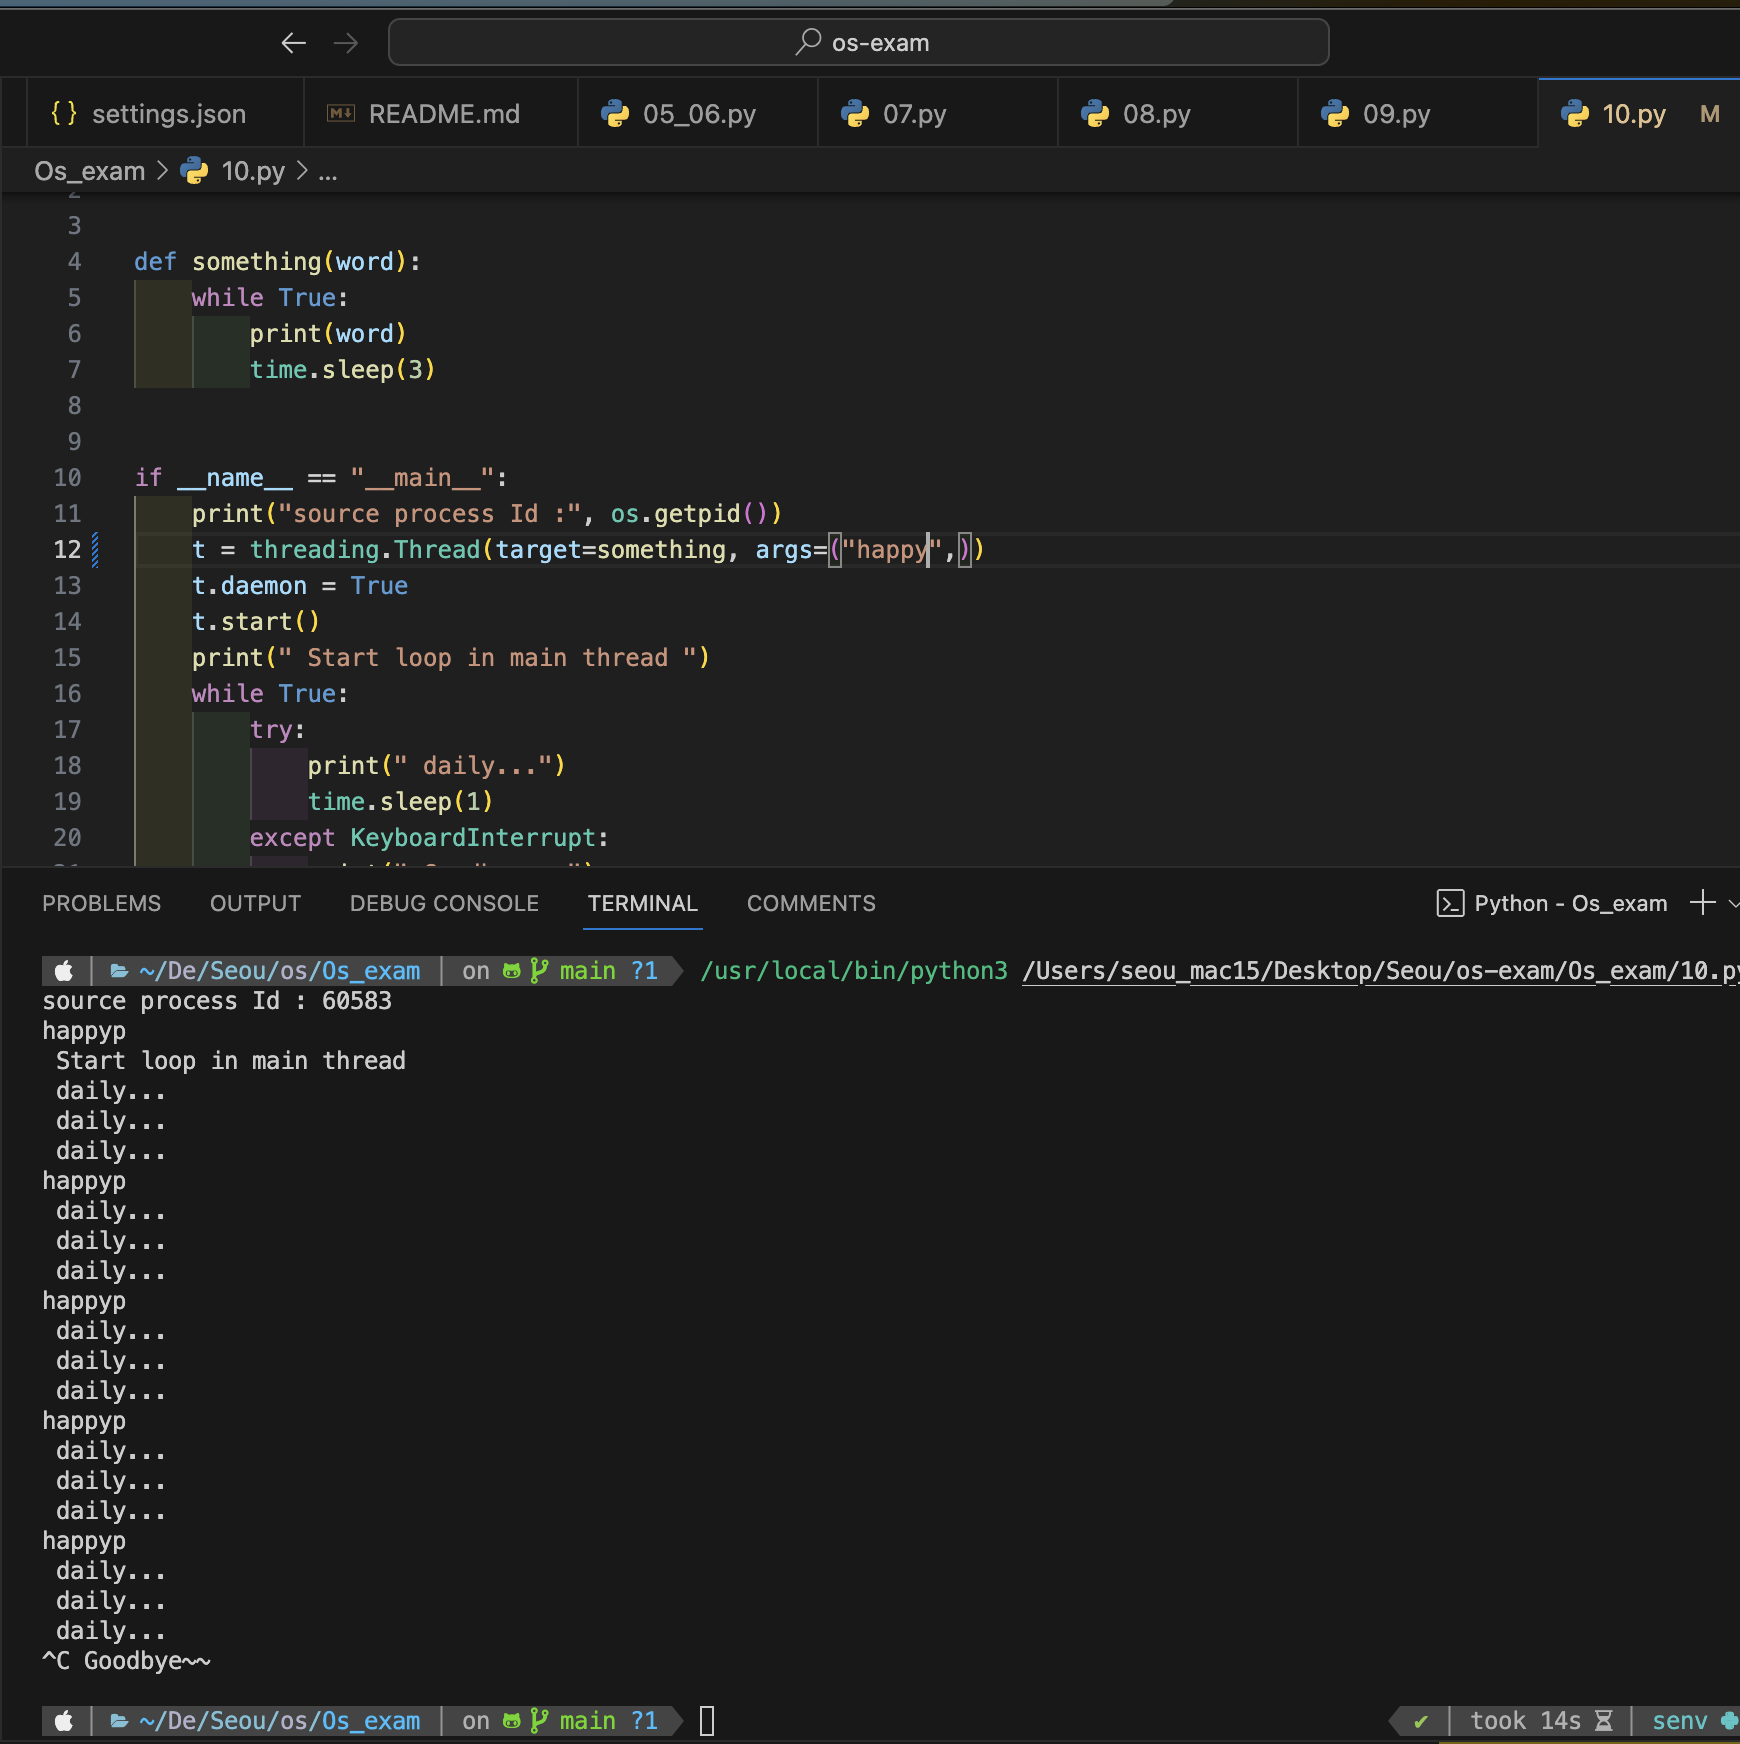 os-exam
{} settings.json README.md 05_06.py 07.py 08.py 09.py 10.py M
Os_exam > 10.py > ...
2
3
4 def something(word):
5 while True:
6 print(word)
7 time.sleep(3)
8
9
10 if __name__ == "__main__":
11 print("source process Id :", os.getpid())
12 t = threading.Thread(target=something, args=("happy",))
13 t.daemon = True
14 t.start()
15 print(" Start loop in main thread ")
16 while True:
17 try:
18 print(" daily...")
19 time.sleep(1)
20 except KeyboardInterrupt:
PROBLEMS OUTPUT DEBUG CONSOLE TERMINAL COMMENTS Python - Os_exam
~/De/Seou/os/Os_exam on main ?1 /usr/local/bin/python3 /Users/seou_mac15/Desktop/Seou/os-exam/Os_exam/10.py
source process Id : 60583
happyp
Start loop in main thread
daily...
daily...
daily...
happyp
daily...
daily...
daily...
happyp
daily...
daily...
daily...
happyp
daily...
daily...
daily...
happyp
daily...
daily...
daily...
^C Goodbye~~
~/De/Seou/os/Os_exam on main ?1 ✔ took 14s senv